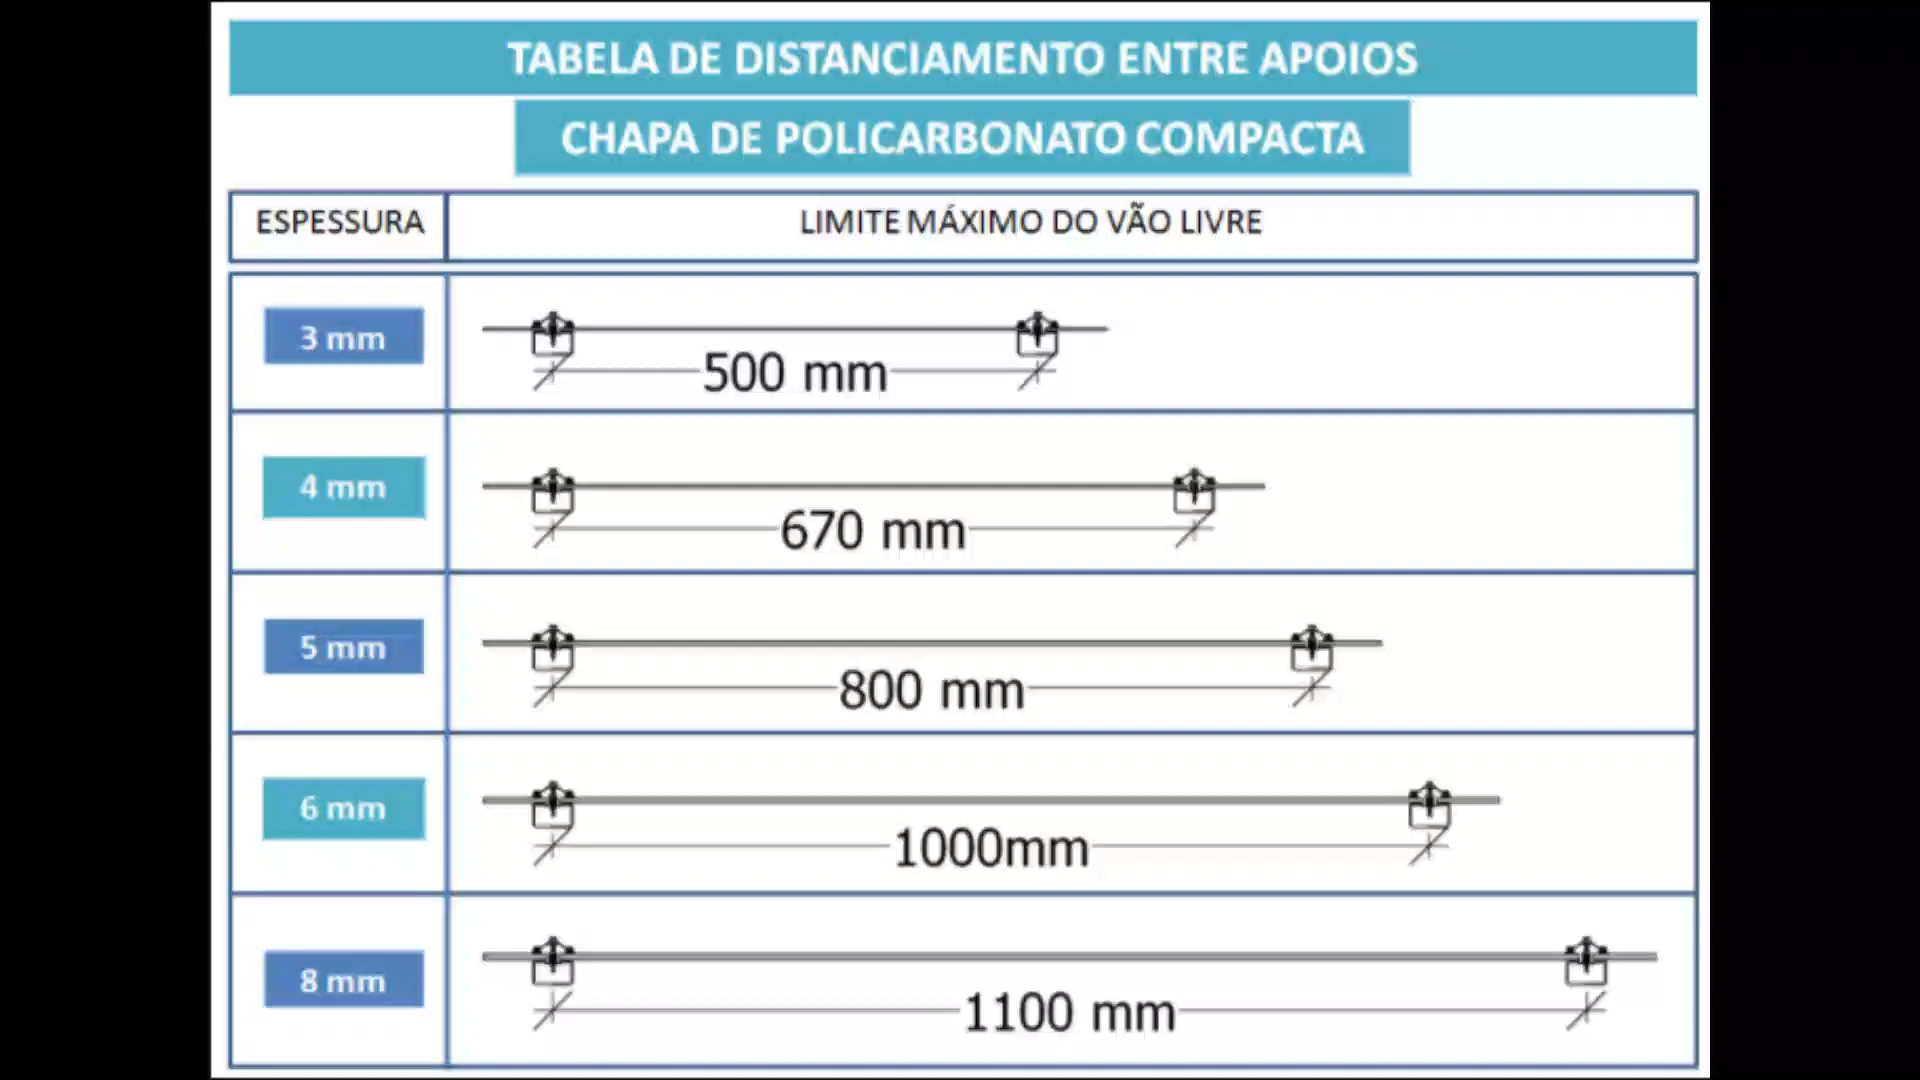 TABELA DE DISTANCIAMENTO ENTRE APOIOS
CHAPA DE POLICARBONATO COMPACTA
ESPESSURA LIMITE MÁXIMO DO VÃO LIVRE
3 mm 500 mm
4 mm 670 mm
5 mm 800 mm
6 mm 1000mm
8 mm 1100 mm